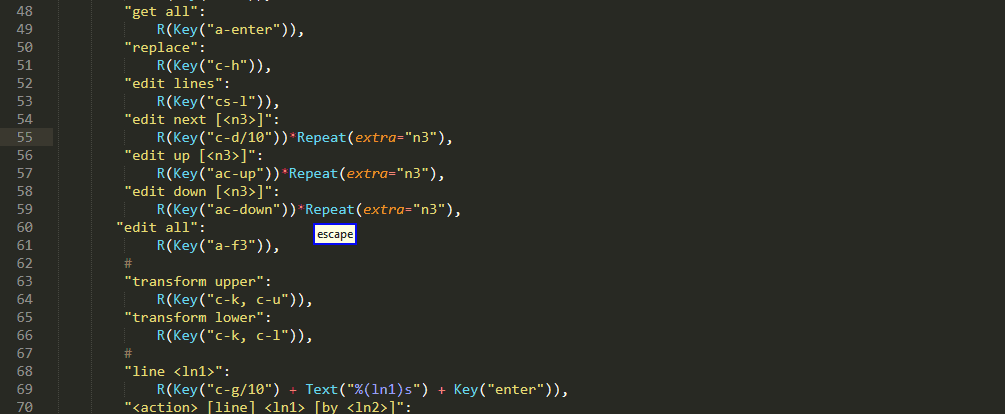 48 "get all":
49 R(Key("a-enter")),
50 "replace":
51 R(Key("c-h")),
52 "edit lines":
53 R(Key("cs-l")),
54 "edit next [<n3>]":
55 R(Key("c-d/10"))*Repeat(extra="n3"),
56 "edit up [<n3>]":
57 R(Key("ac-up"))*Repeat(extra="n3"),
58 "edit down [<n3>]":
59 R(Key("ac-down"))*Repeat(extra="n3"),
60 "edit all":
escape
61 R(Key("a-f3")),
62 #
63 "transform upper":
64 R(Key("c-k, c-u")),
65 "transform lower":
66 R(Key("c-k, c-l")),
67 #
68 "line <ln1>":
69 R(Key("c-g/10") + Text("%(ln1)s") + Key("enter")),
70 "<action> [line] <ln1> [by <ln2>]":